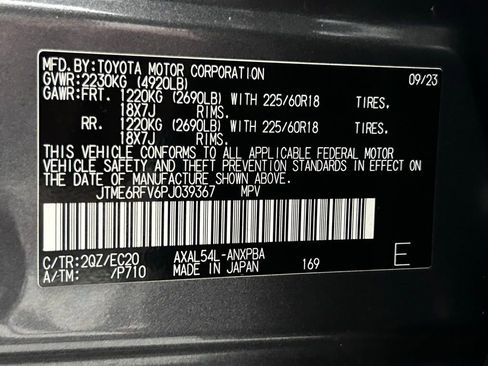 MFD.BY:TOYOTA MOTOR CORPORATION 09/23
GVWR:2230KG (4920LB)
GAWR:FRT. 1220KG (2690LB) WITH 225/60R18 TIRES,
18X7J RIMS.
RR. 1220KG (2690LB) WITH 225/60R18 TIRES,
18X7J RIMS.
THIS VEHICLE CONFORMS TO ALL APPLICABLE FEDERAL MOTOR
VEHICLE SAFETY AND THEFT PREVENTION STANDARDS IN EFFECT ON
THE DATE OF MANUFACTURE SHOWN ABOVE.
JTME6RFV6PJ039367 MPV
C/TR:2QZ/EC20 AXAL54L-ANXPBA E
A/TM: /P710 MADE IN JAPAN 169